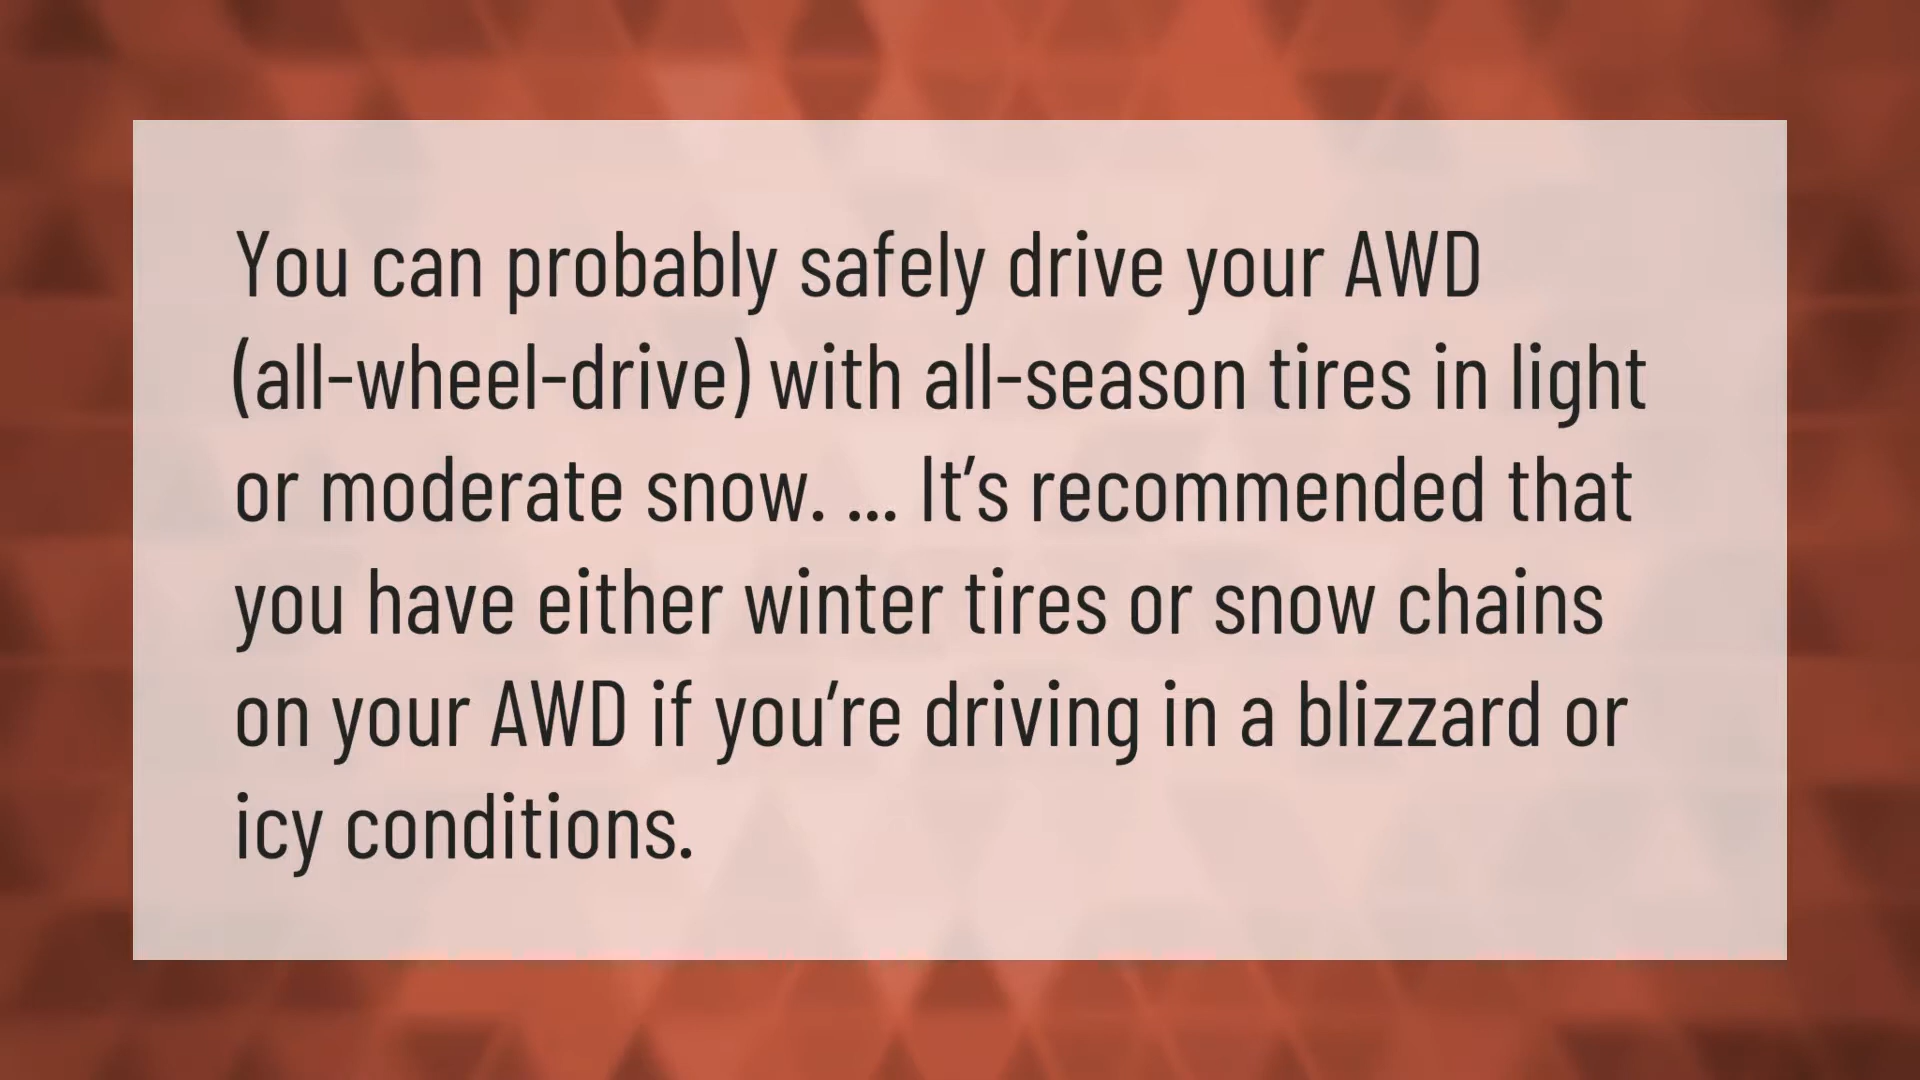 You can probably safely drive your AWD
(all-wheel-drive) with all-season tires in light
or moderate snow. ... It’s recommended that
you have either winter tires or snow chains
on your AWD if you’re driving in a blizzard or
icy conditions.